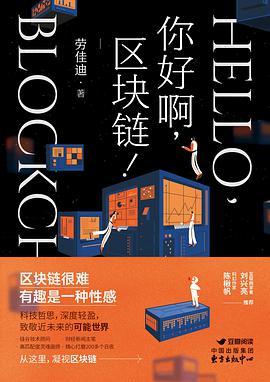 HELLO,
BLOCKCH
你好啊，
区块链！
劳佳迪·著
区块链很难
有趣是一种性感
科技哲思，深度轻盈，
致敬近未来的可能世界
从这里，凝视区块链
刘兴亮
陈楸帆
推荐
豆瓣阅读
中国出版集团
东方出版中心